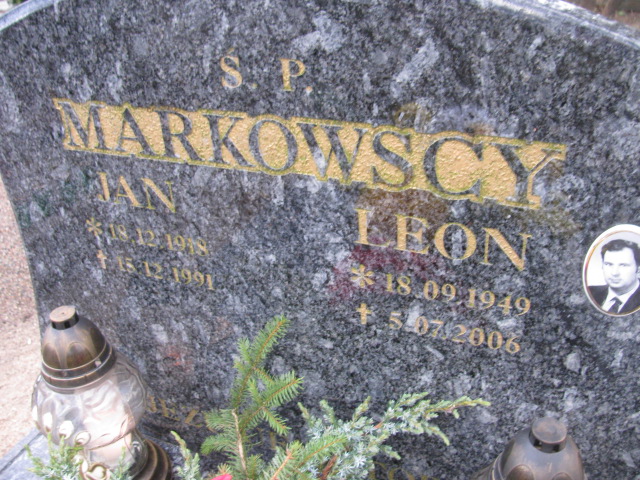 Ś. P.
MARKOWSCY
JAN
* 18.12.1918
✝ 15.12.1991
LEON
* 18.09.1949
✝ 5.07.2006